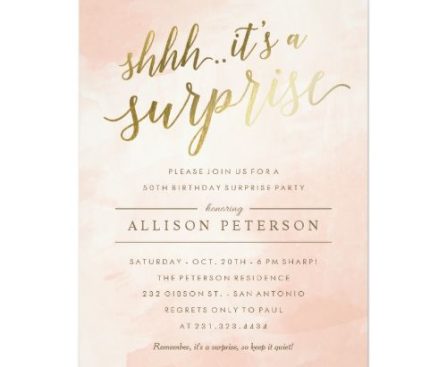 shhh..it's a
surprise
PLEASE JOIN US FOR A
50TH BIRTHDAY SURPRISE PARTY
honoring
ALLISON PETERSON
SATURDAY - OCT. 20TH - 6 PM SHARP!
THE PETERSON RESIDENCE
232 GIBSON ST. - SAN ANTONIO
REGRETS ONLY TO PAUL
AT 231.323.4434
Remember, it's a surprise, so keep it quiet!